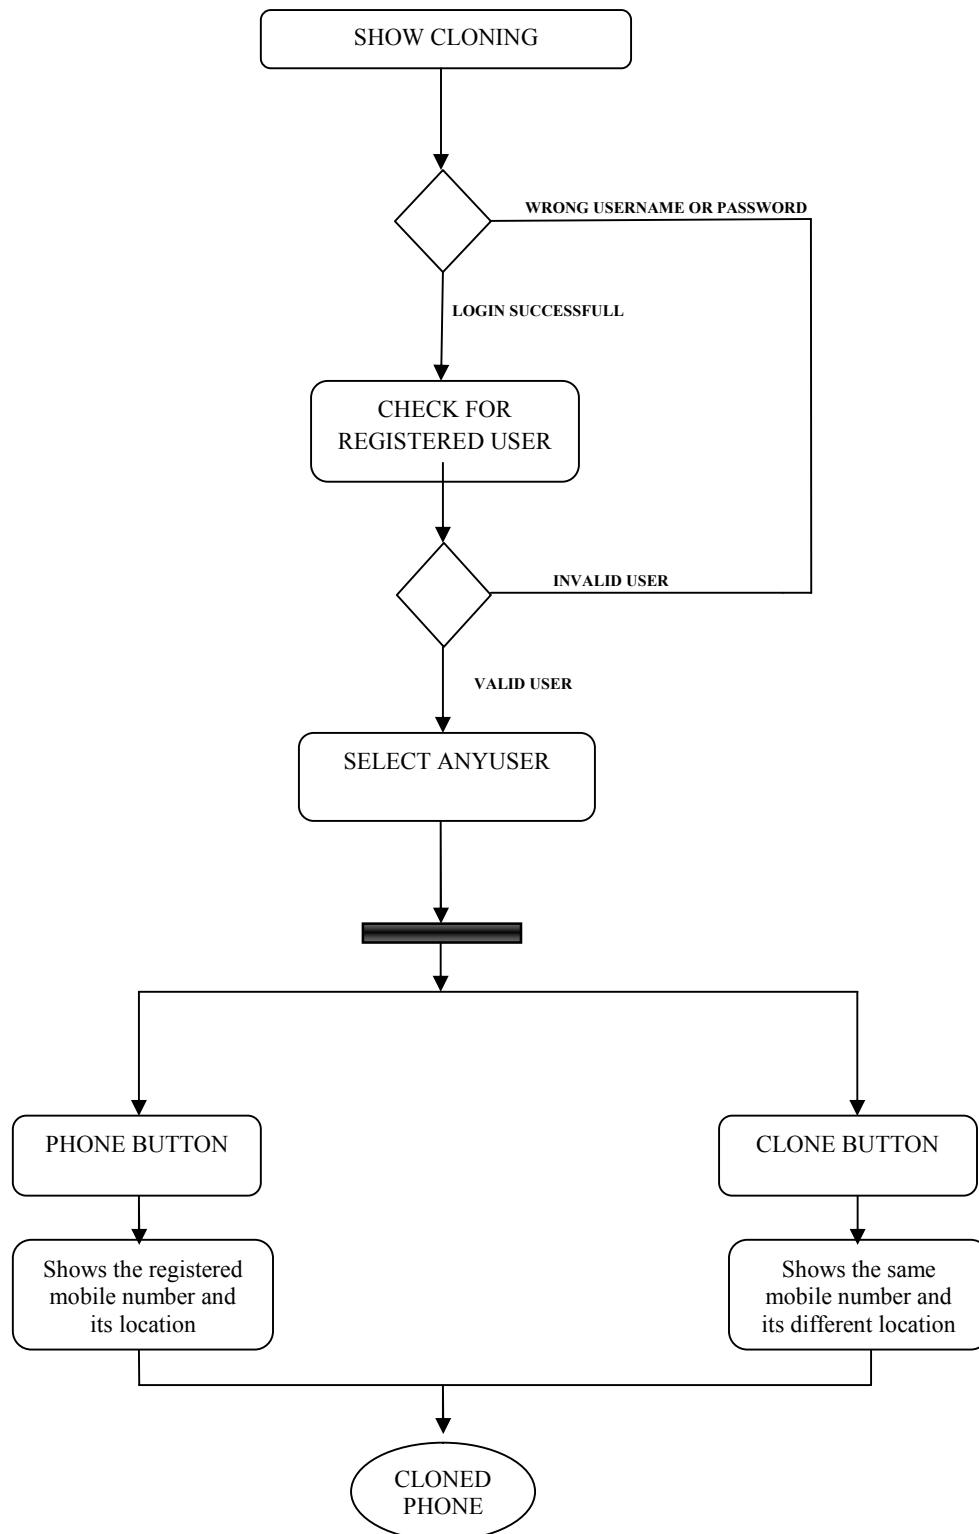 SHOW CLONING
WRONG USERNAME OR PASSWORD
LOGIN SUCCESSFULL
CHECK FOR
REGISTERED USER
INVALID USER
VALID USER
SELECT ANYUSER
PHONE BUTTON
CLONE BUTTON
Shows the registered
mobile number and
its location
Shows the same
mobile number and
its different location
CLONED
PHONE